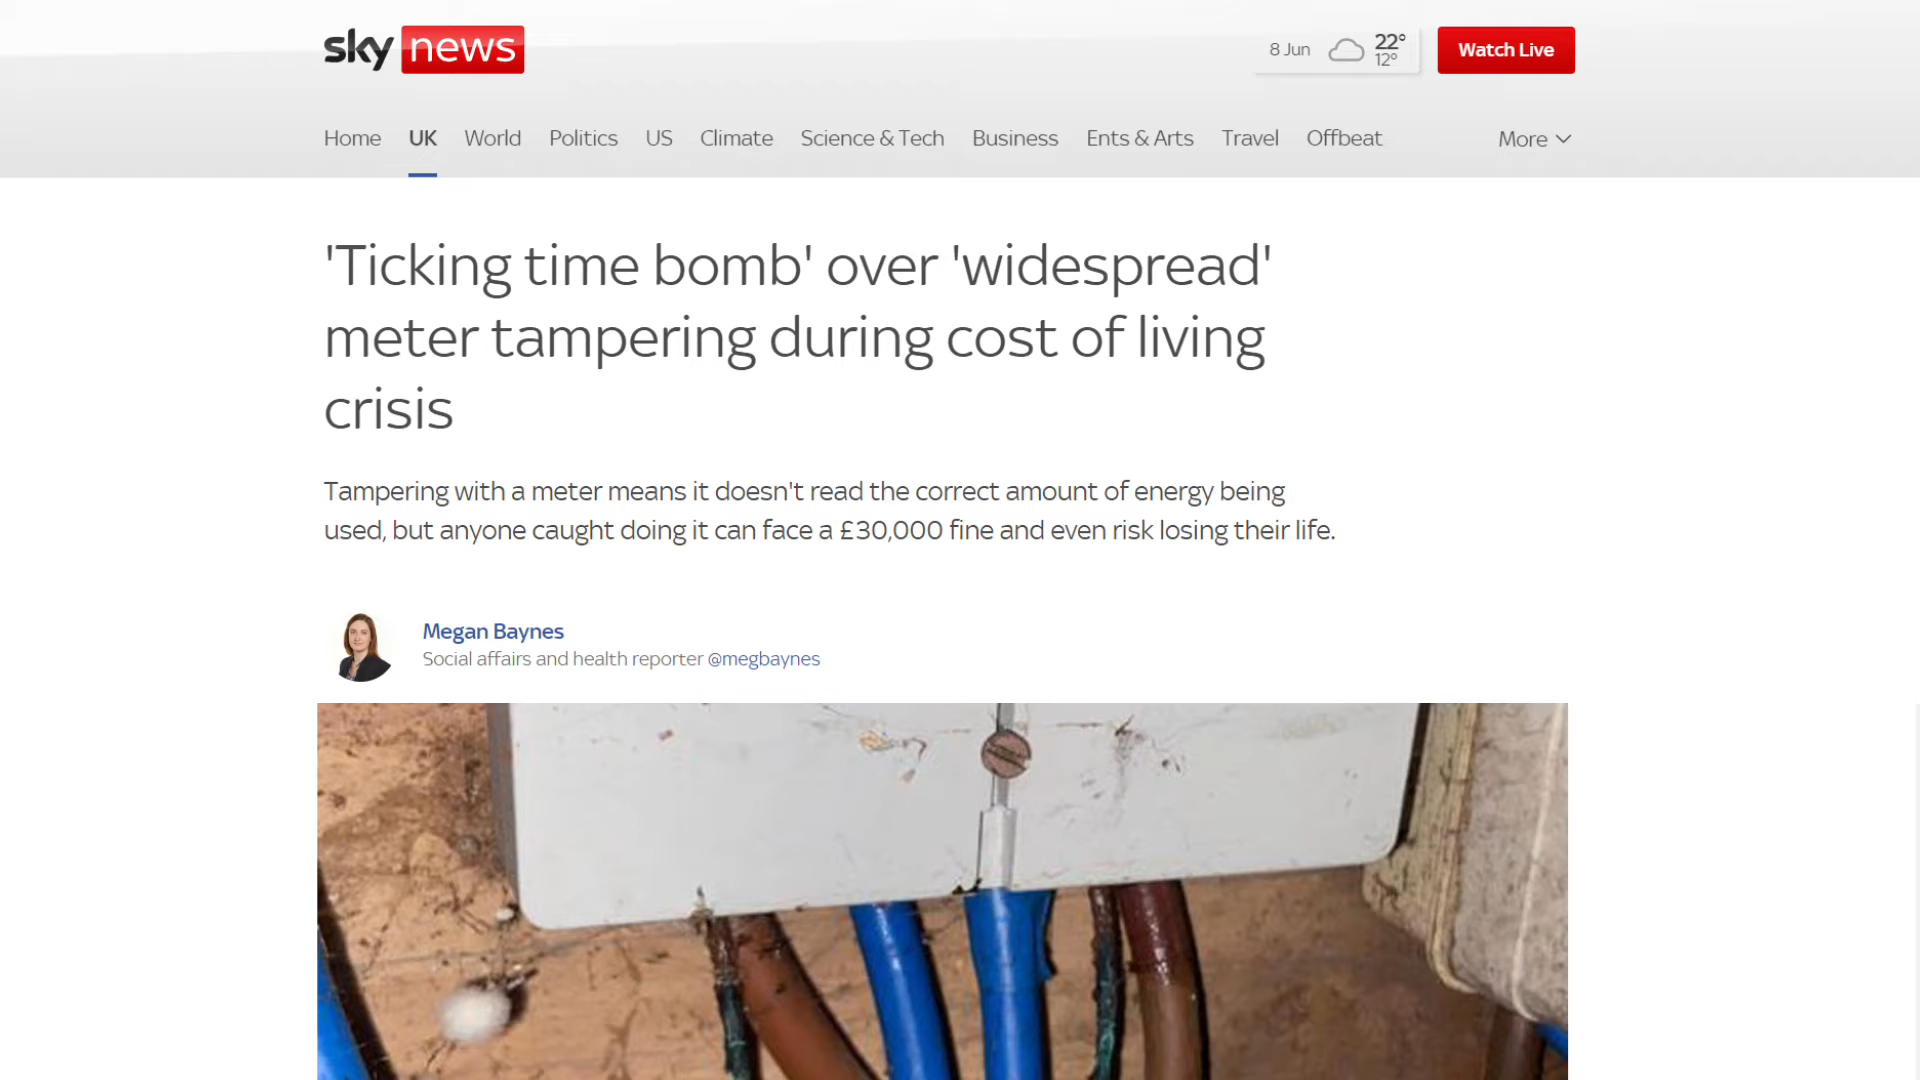 sky news
8 Jun
22°
12°
Watch Live
Home UK World Politics US Climate Science & Tech Business Ents & Arts Travel Offbeat More
'Ticking time bomb' over 'widespread'
meter tampering during cost of living
crisis
Tampering with a meter means it doesn't read the correct amount of energy being
used, but anyone caught doing it can face a £30,000 fine and even risk losing their life.
Megan Baynes
Social affairs and health reporter @megbaynes